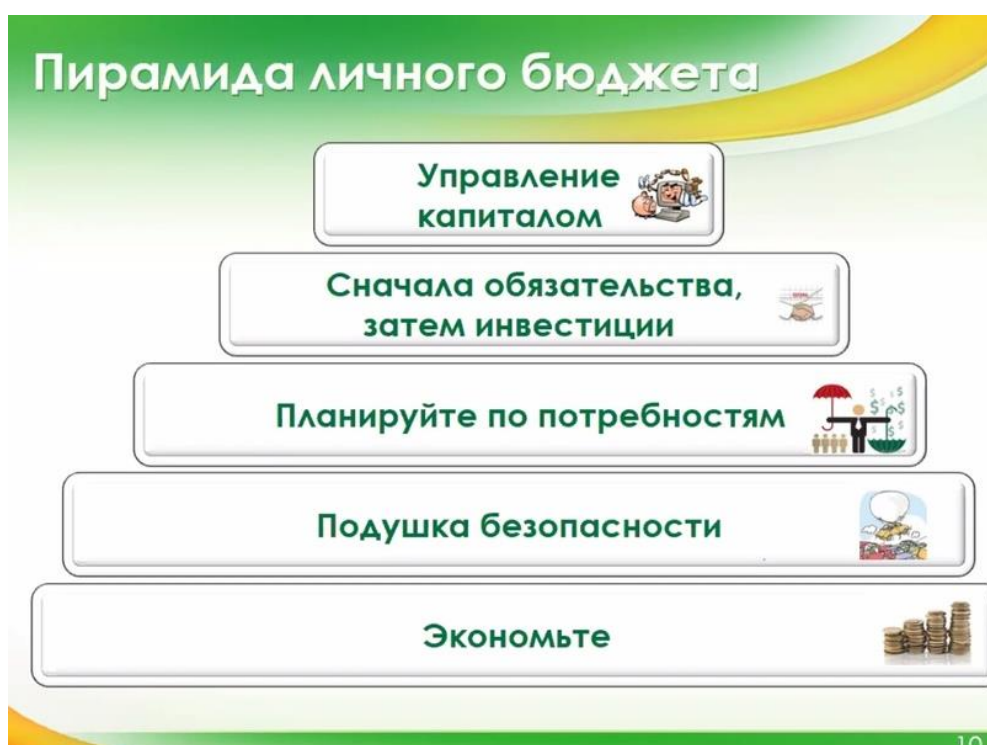 Пирамида личного бюджета
Управление
капиталом
Сначала обязательства,
затем инвестиции
Планируйте по потребностям
Подушка безопасности
Экономьте
10